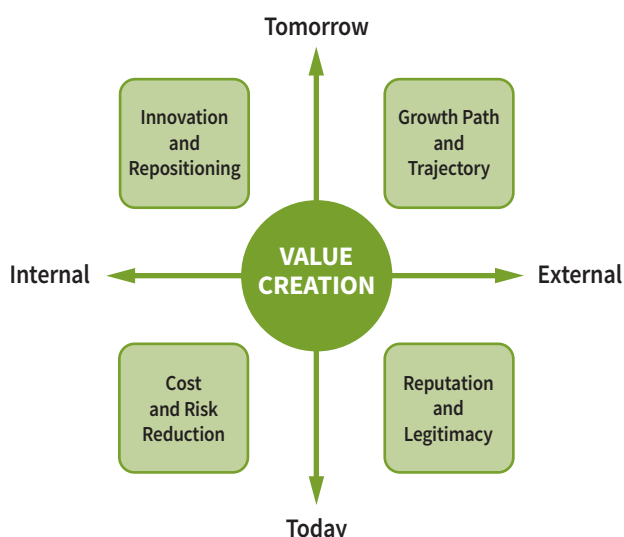 Tomorrow
Innovation
and
Repositioning
Growth Path
and
Trajectory
Internal
VALUE
CREATION
External
Cost
and Risk
Reduction
Reputation
and
Legitimacy
Today